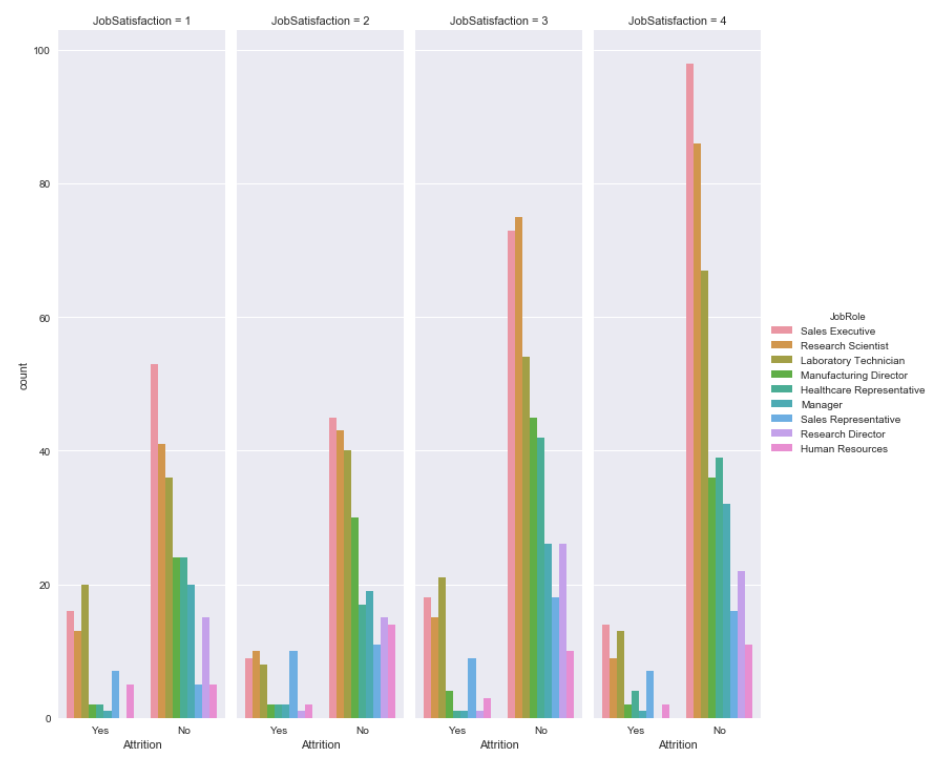 JobSatisfaction = 1
JobSatisfaction = 2
JobSatisfaction = 3
JobSatisfaction = 4
100
80
60
40
20
0
count
Yes
No
Yes
No
Yes
No
Yes
No
Attrition
Attrition
Attrition
Attrition
JobRole
Sales Executive
Research Scientist
Laboratory Technician
Manufacturing Director
Healthcare Representative
Manager
Sales Representative
Research Director
Human Resources